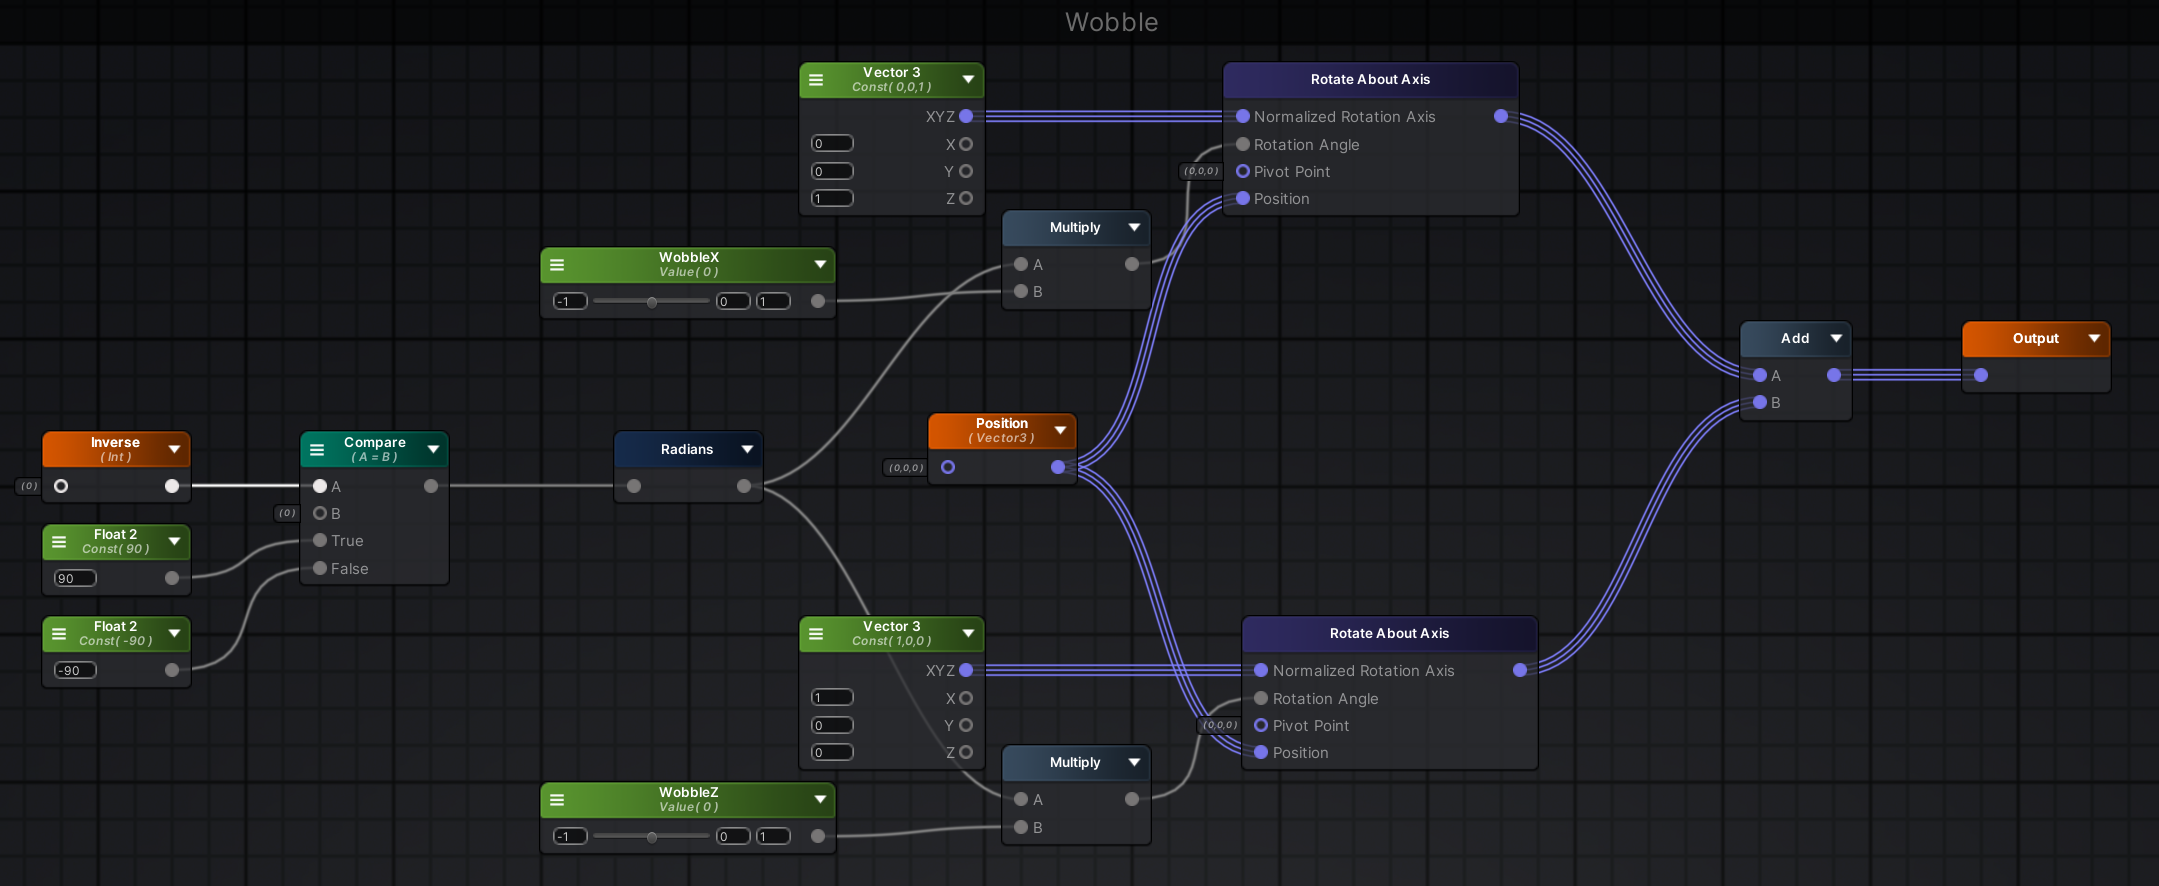 Wobble
Vector 3
Const( 0,0,1 )
XYZ
0 X
0 Y
1 Z
Rotate About Axis
Normalized Rotation Axis
Rotation Angle
(0,0,0) Pivot Point
Position
Multiply
A
B
WobbleX
Value( 0 )
-1 0 1
Add
A
B
Output
Position
( Vector3 )
(0,0,0)
Inverse
( Int )
(0)
Compare
( A = B )
A
(0) B
True
False
Radians
Float 2
Const( 90 )
90
Float 2
Const( -90 )
-90
Vector 3
Const( 1,0,0 )
XYZ
1 X
0 Y
0 Z
Rotate About Axis
Normalized Rotation Axis
Rotation Angle
(0,0,0) Pivot Point
Position
Multiply
A
B
WobbleZ
Value( 0 )
-1 0 1